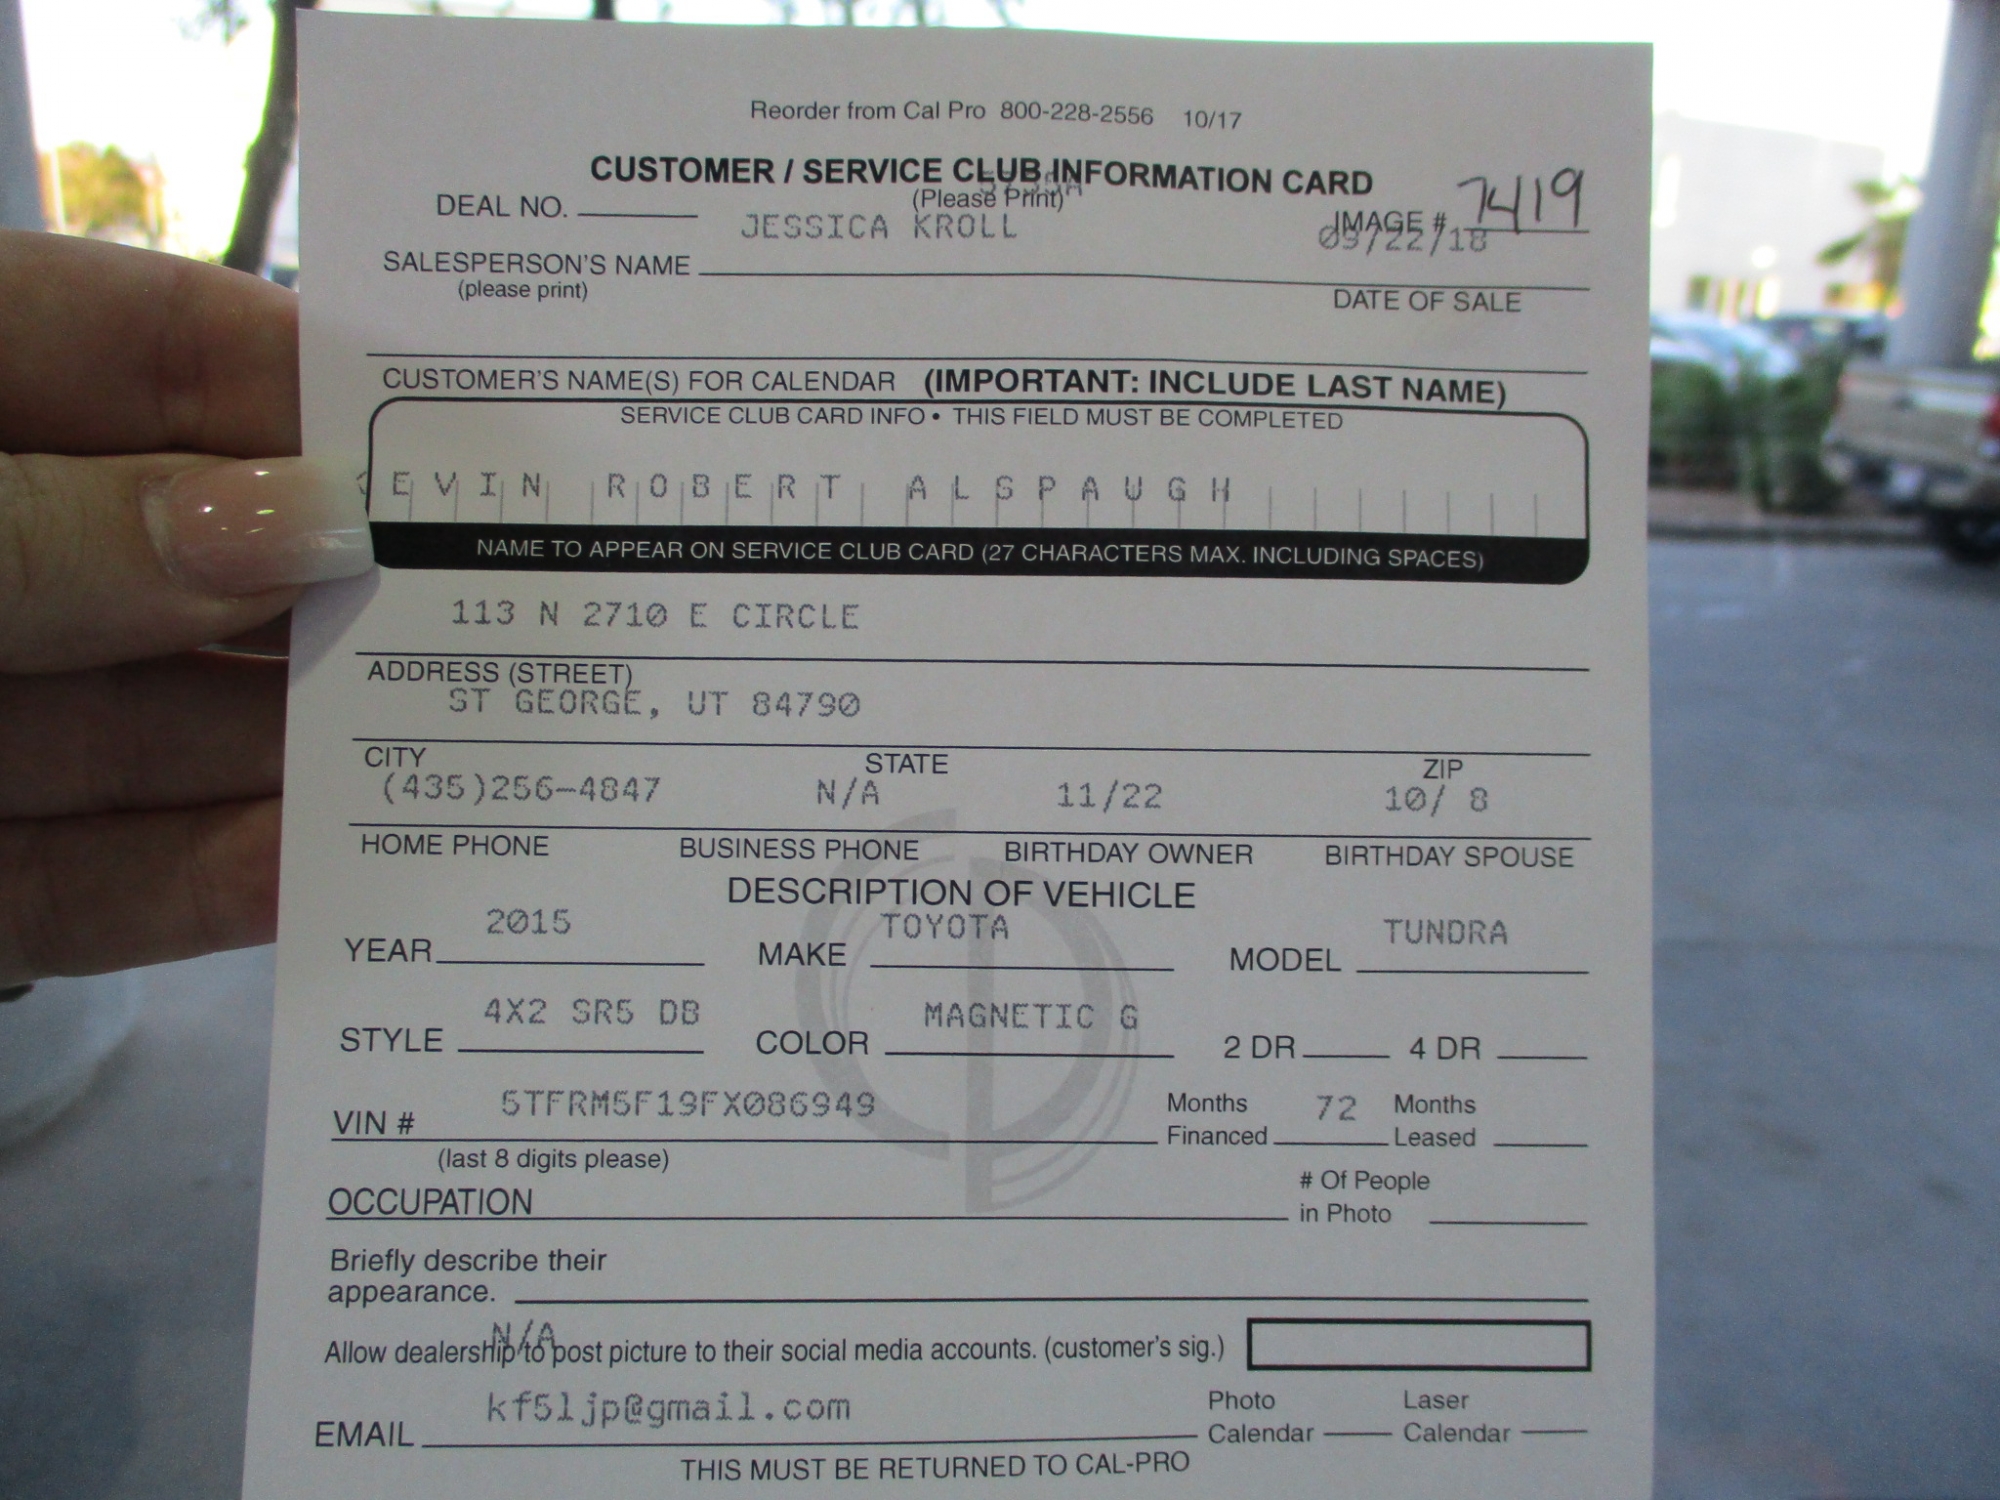 Reorder from Cal Pro 800-228-2556 10/17
CUSTOMER / SERVICE CLUB INFORMATION CARD
(Please Print)
DEAL NO.
JESSICA KROLL
IMAGE # 7419
09/22/18
SALESPERSON'S NAME
(please print)
DATE OF SALE
CUSTOMER'S NAME(S) FOR CALENDAR (IMPORTANT: INCLUDE LAST NAME)
SERVICE CLUB CARD INFO • THIS FIELD MUST BE COMPLETED
EVIN ROBERT ALSPAUGH
NAME TO APPEAR ON SERVICE CLUB CARD (27 CHARACTERS MAX. INCLUDING SPACES)
113 N 2710 E CIRCLE
ADDRESS (STREET)
ST GEORGE, UT 84790
CITY STATE ZIP
(435)256-4847 N/A 11/22 10/ 8
HOME PHONE BUSINESS PHONE BIRTHDAY OWNER BIRTHDAY SPOUSE
DESCRIPTION OF VEHICLE
2015 TOYOTA TUNDRA
YEAR MAKE MODEL
4X2 SR5 DB MAGNETIC G
STYLE COLOR 2 DR 4 DR
5TFRM5F19FX086949
VIN # Months Financed 72 Months Leased
(last 8 digits please)
OCCUPATION # Of People in Photo
Briefly describe their
appearance.
N/A
Allow dealership to post picture to their social media accounts. (customer's sig.)
kf5ljp@gmail.com
EMAIL Photo Calendar Laser Calendar
THIS MUST BE RETURNED TO CAL-PRO